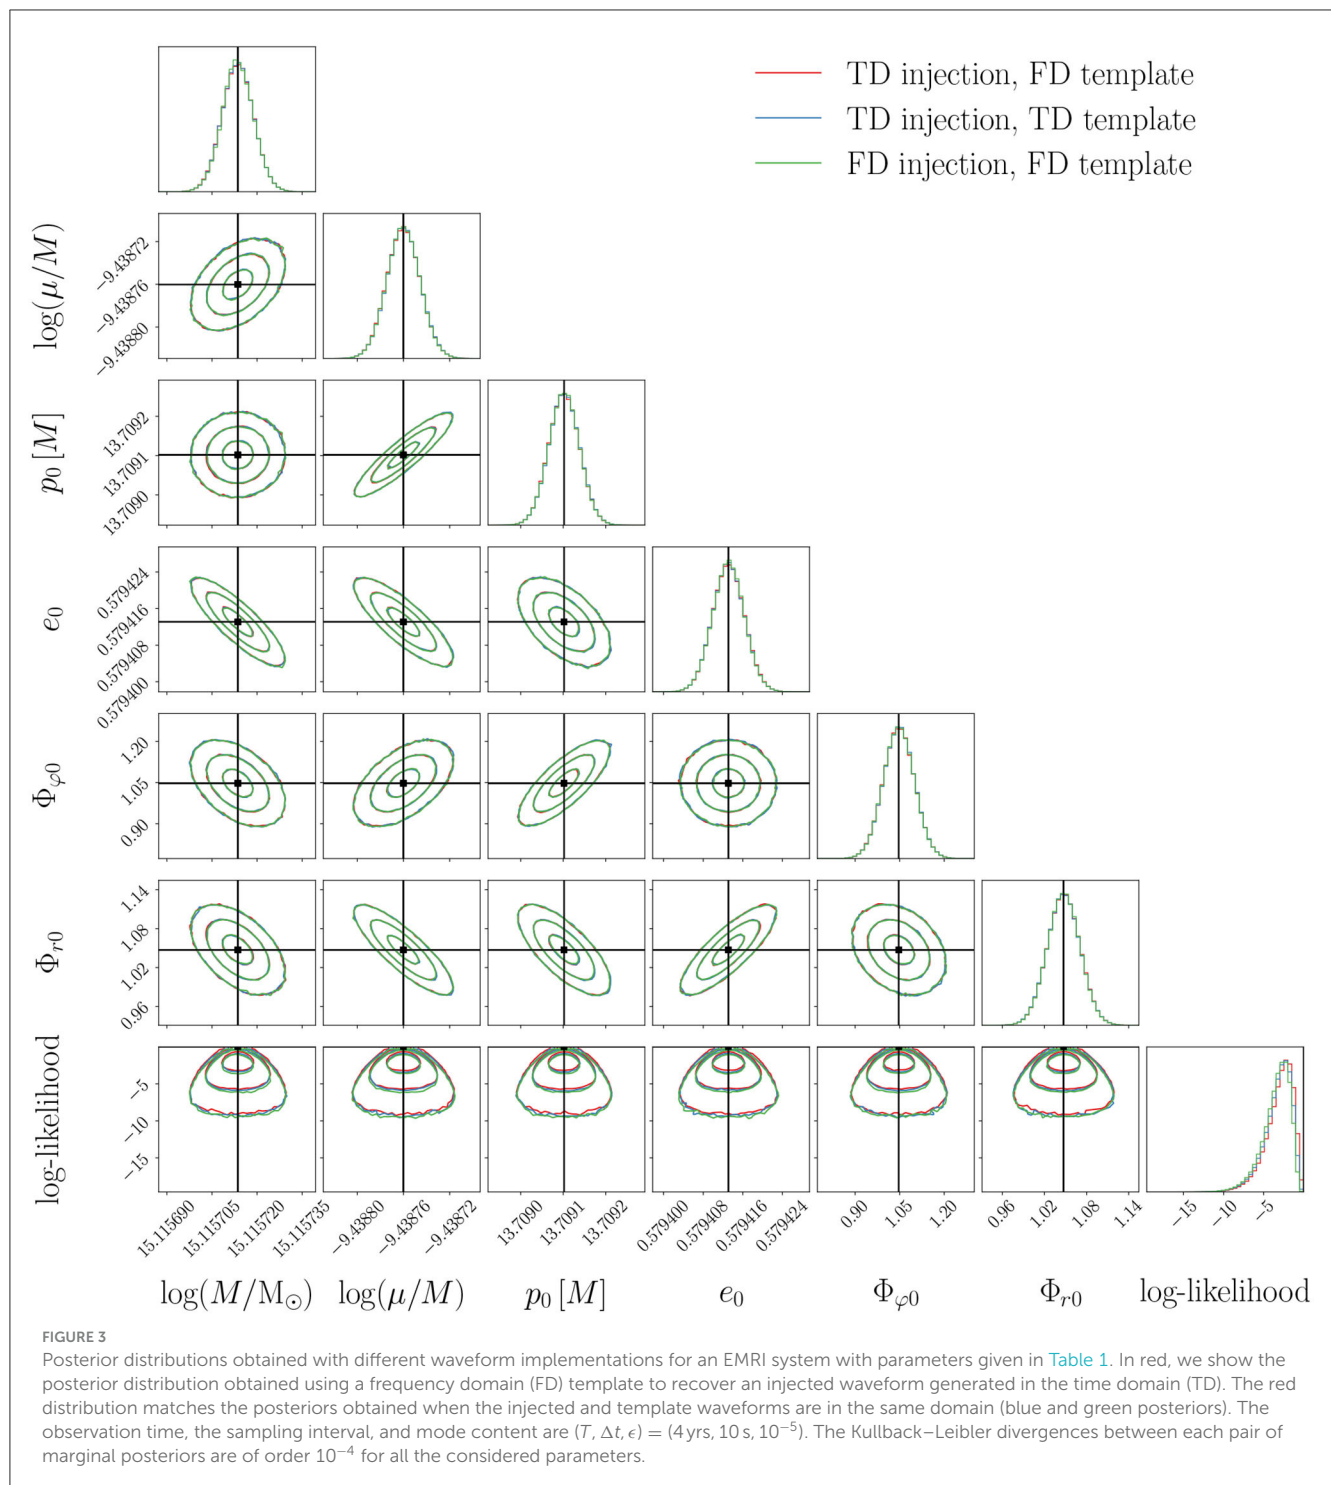 TD injection, FD template
TD injection, TD template
FD injection, FD template
log(μ/M)
−9.43872
−9.43876
−9.43880
p₀ [M]
13.7092
13.7091
13.7090
e₀
0.579424
0.579416
0.579408
0.579400
Φφ0
1.20
1.05
0.90
Φr0
1.14
1.08
1.02
0.96
log-likelihood
−5
−10
−15
15.115690
15.115705
15.115720
15.115735
−9.43880
−9.43876
−9.43872
13.7090
13.7091
13.7092
0.579400
0.579408
0.579416
0.579424
0.90
1.05
1.20
0.96
1.02
1.08
1.14
−15
−10
−5
log(M/M⊙)
log(μ/M)
p₀ [M]
e₀
Φφ0
Φr0
log-likelihood
FIGURE 3
Posterior distributions obtained with different waveform implementations for an EMRI system with parameters given in Table 1. In red, we show the
posterior distribution obtained using a frequency domain (FD) template to recover an injected waveform generated in the time domain (TD). The red
distribution matches the posteriors obtained when the injected and template waveforms are in the same domain (blue and green posteriors). The
observation time, the sampling interval, and mode content are (T, Δt, ϵ) = (4 yrs, 10 s, 10⁻⁵). The Kullback–Leibler divergences between each pair of
marginal posteriors are of order 10⁻⁴ for all the considered parameters.